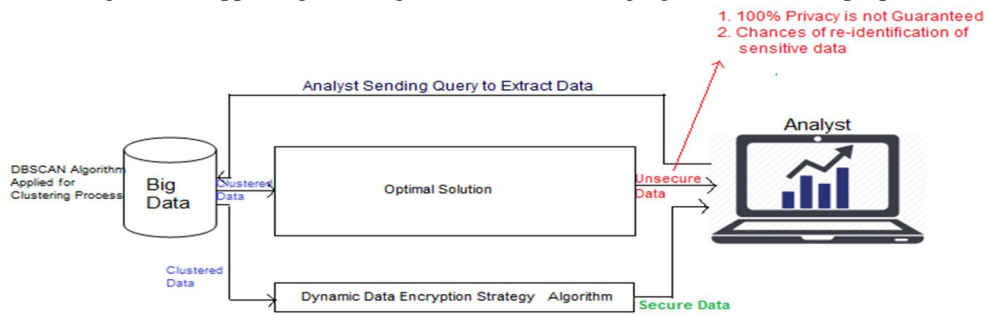 1. 100% Privacy is not Guaranteed
2. Chances of re-identification of
sensitive data
Analyst Sending Query to Extract Data
Analyst
DBSCAN Algorithm
Applied for
Clustering Process
Big
Data
Clustered
Data
Optimal Solution
Unsecure
Data
Clustered
Data
Dynamic Data Encryption Strategy Algorithm
Secure Data